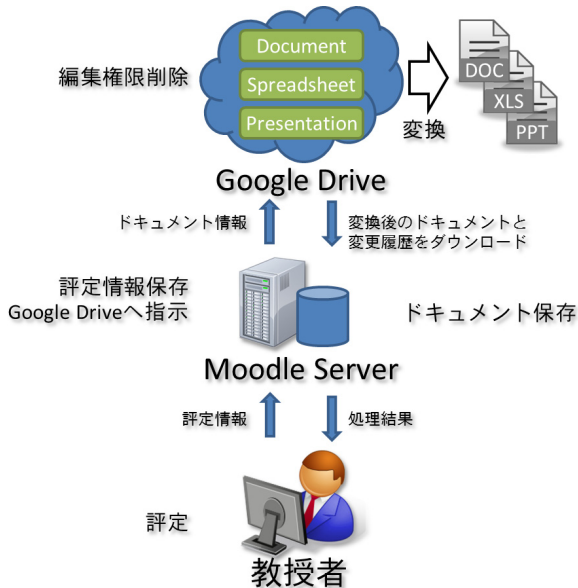 Document
Spreadsheet
Presentation
編集権限削除
DOC
XLS
PPT
変換
Google Drive
ドキュメント情報
変換後のドキュメントと
変更履歴をダウンロード
評定情報保存
Google Driveへ指示
ドキュメント保存
Moodle Server
評定情報
処理結果
評定
教授者